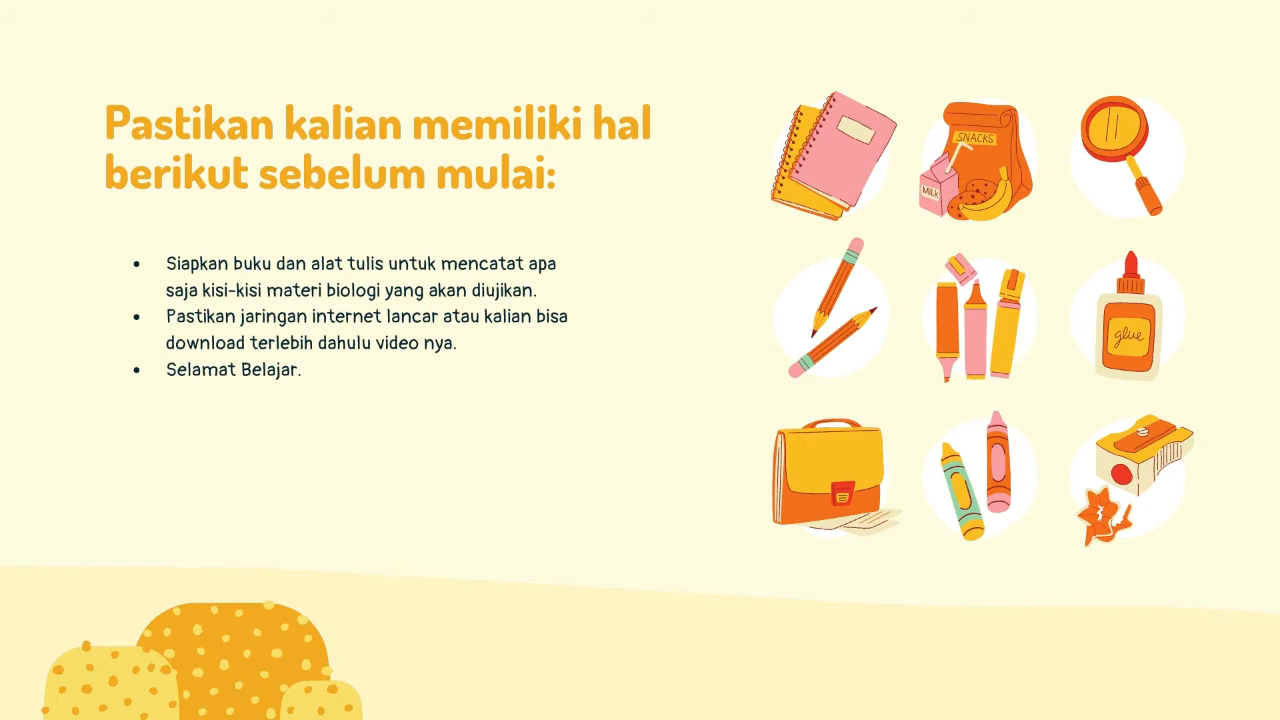 Pastikan kalian memiliki hal
berikut sebelum mulai:
• Siapkan buku dan alat tulis untuk mencatat apa
saja kisi-kisi materi biologi yang akan diujikan.
• Pastikan jaringan internet lancar atau kalian bisa
download terlebih dahulu video nya.
• Selamat Belajar.
SNACKS
MILK
glue